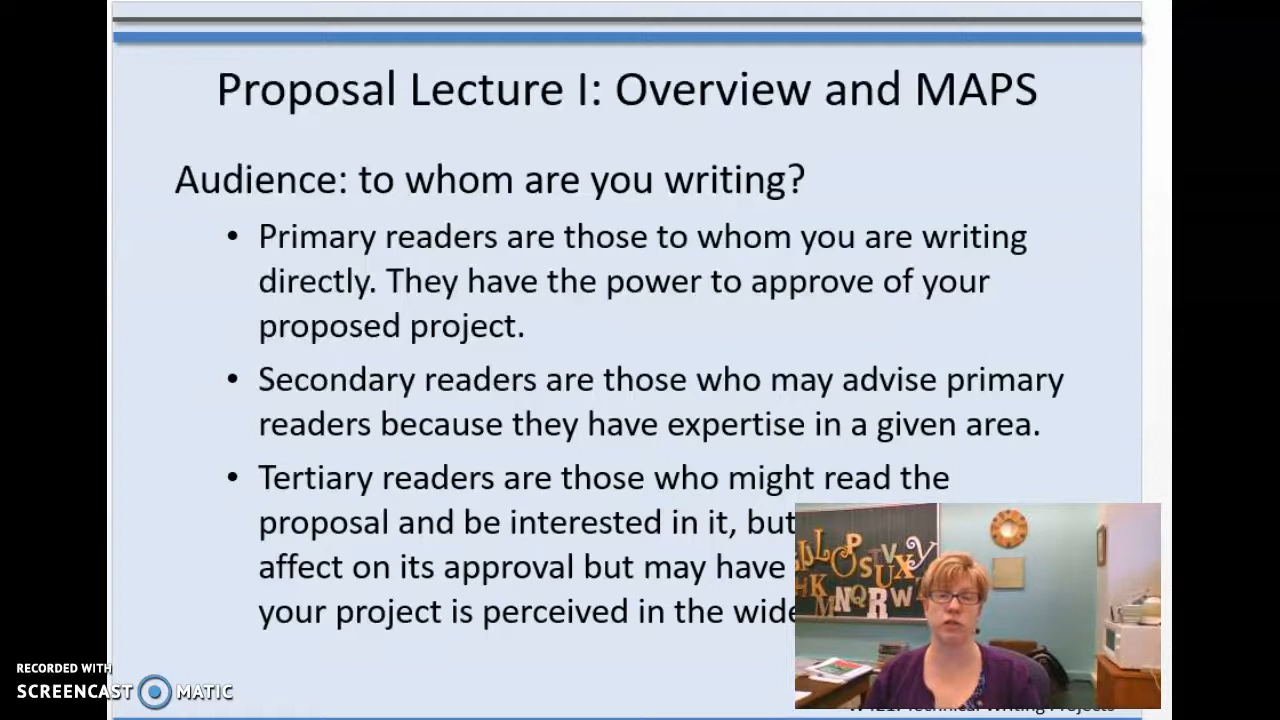 Proposal Lecture I: Overview and MAPS
Audience: to whom are you writing?
• Primary readers are those to whom you are writing
directly. They have the power to approve of your
proposed project.
• Secondary readers are those who may advise primary
readers because they have expertise in a given area.
• Tertiary readers are those who might read the
proposal and be interested in it, but
affect on its approval but may have
your project is perceived in the wide
RECORDED WITH
SCREENCAST MATIC
Technical Writing Projects